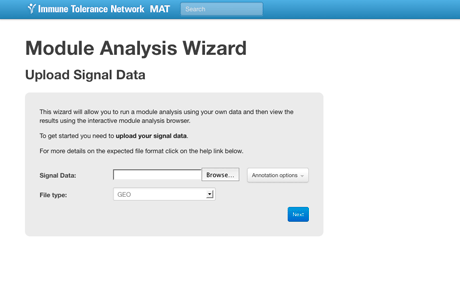 Immune Tolerance Network MAT
Search
Module Analysis Wizard
Upload Signal Data
This wizard will allow you to run a module analysis using your own data and then view the
results using the interactive module analysis browser.
To get started you need to upload your signal data.
For more details on the expected file format click on the help link below.
Signal Data:
Browse...
Annotation options
File type:
GEO
Next